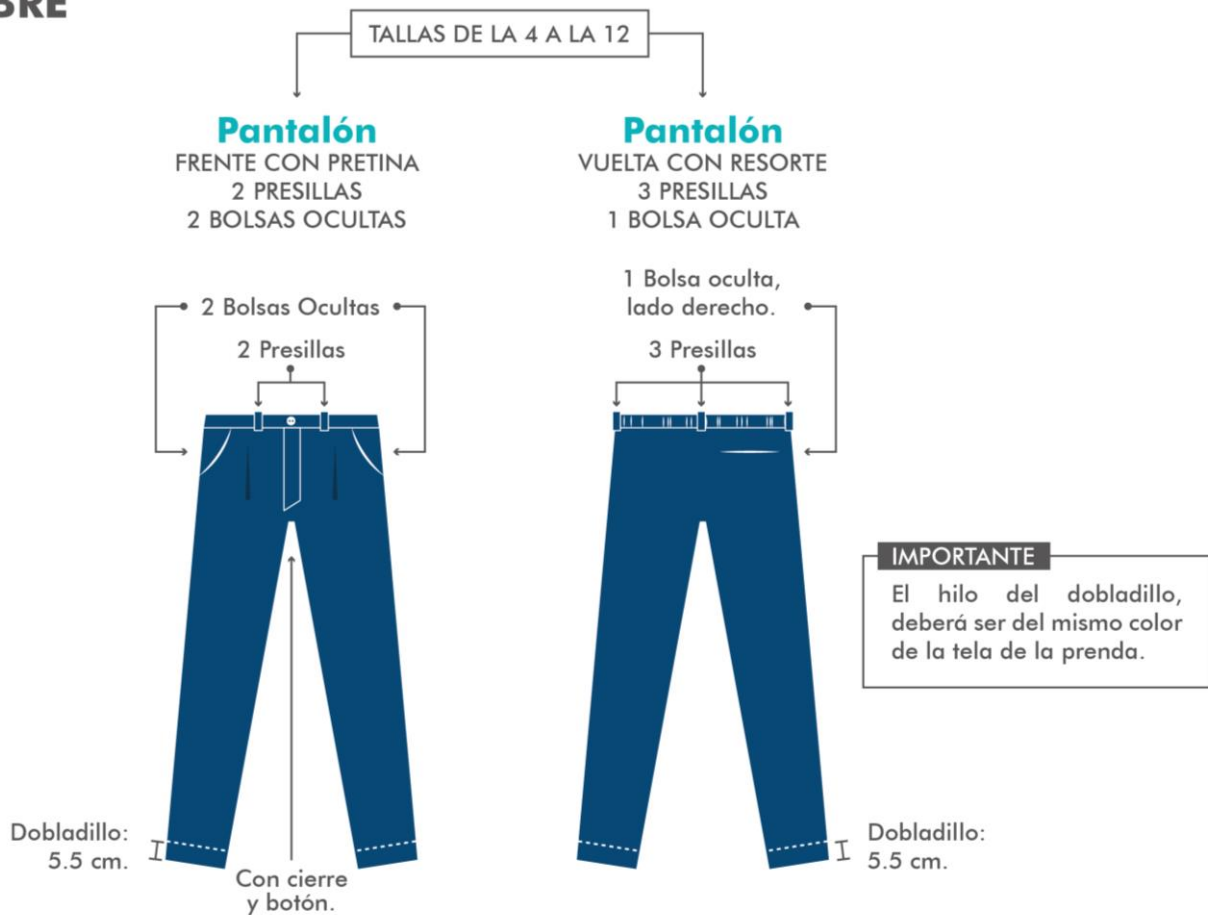 TALLAS DE LA 4 A LA 12
Pantalón
FRENTE CON PRETINA
2 PRESILLAS
2 BOLSAS OCULTAS
2 Bolsas Ocultas
2 Presillas
Pantalón
VUELTA CON RESORTE
3 PRESILLAS
1 BOLSA OCULTA
1 Bolsa oculta,
lado derecho.
3 Presillas
IMPORTANTE
El hilo del dobladillo,
deberá ser del mismo color
de la tela de la prenda.
Dobladillo:
5.5 cm.
Con cierre
y botón.
Dobladillo:
5.5 cm.